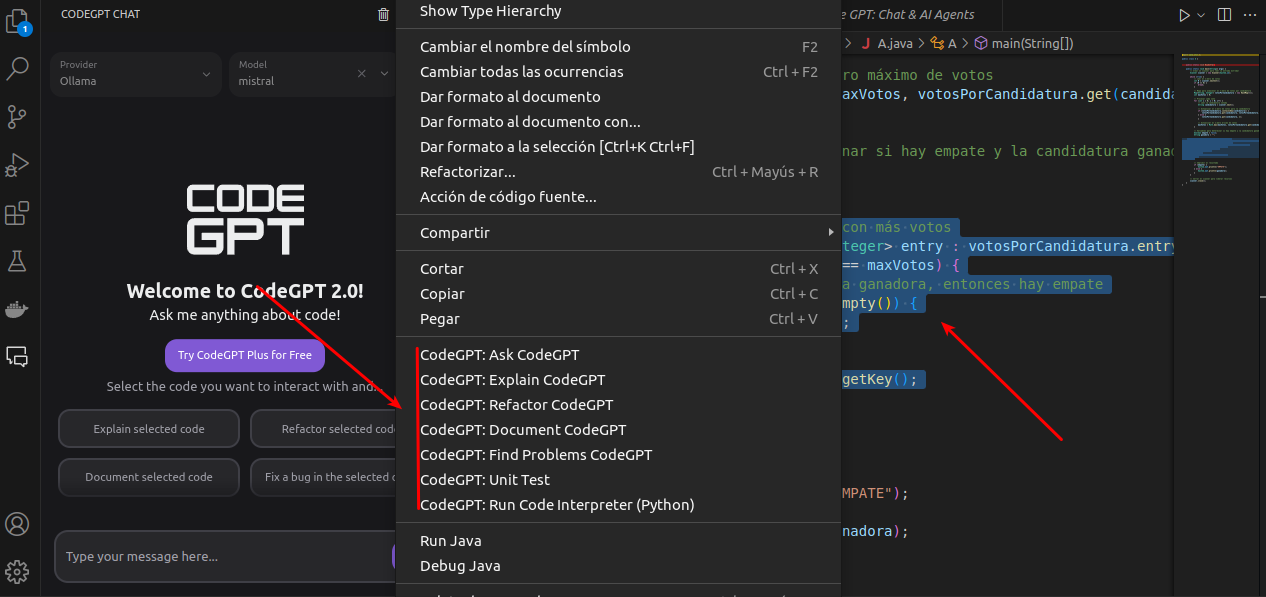 1
CODEGPT CHAT
Provider
Ollama
Model
mistral
CODE
GPT
Welcome to CodeGPT 2.0!
Ask me anything about code!
Try CodeGPT Plus for Free
Select the code you want to interact with and...
Explain selected code
Refactor selected code
Document selected code
Fix a bug in the selected c
Type your message here...
Show Type Hierarchy
Cambiar el nombre del símbolo F2
Cambiar todas las ocurrencias Ctrl + F2
Dar formato al documento
Dar formato al documento con...
Dar formato a la selección [Ctrl+K Ctrl+F]
Refactorizar... Ctrl + Mayús + R
Acción de código fuente...
Compartir
Cortar Ctrl + X
Copiar Ctrl + C
Pegar Ctrl + V
CodeGPT: Ask CodeGPT
CodeGPT: Explain CodeGPT
CodeGPT: Refactor CodeGPT
CodeGPT: Document CodeGPT
CodeGPT: Find Problems CodeGPT
CodeGPT: Unit Test
CodeGPT: Run Code Interpreter (Python)
Run Java
Debug Java
e GPT: Chat & AI Agents
J A.java > A > main(String[])
ro máximo de votos
axVotos, votosPorCandidatura.get(candida
nar si hay empate y la candidatura ganad
con más votos
teger> entry : votosPorCandidatura.entry
== maxVotos) {
a ganadora, entonces hay empate
mpty()) {
;
getKey();
MPATE");
nadora);